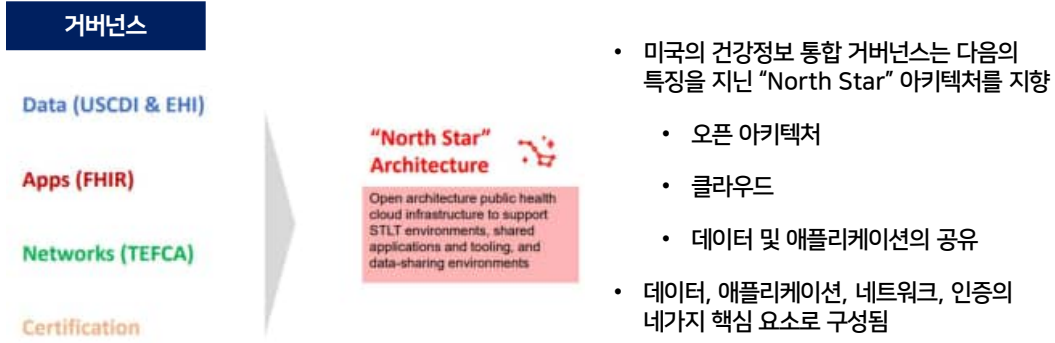 거버넌스
Data (USCDI & EHI)
Apps (FHIR)
Networks (TEFCA)
Certification
“North Star”
Architecture
Open architecture public health
cloud infrastructure to support
STLT environments, shared
applications and tooling, and
data-sharing environments
• 미국의 건강정보 통합 거버넌스는 다음의
특징을 지닌 “North Star” 아키텍처를 지향
• 오픈 아키텍처
• 클라우드
• 데이터 및 애플리케이션의 공유
• 데이터, 애플리케이션, 네트워크, 인증의
네가지 핵심 요소로 구성됨